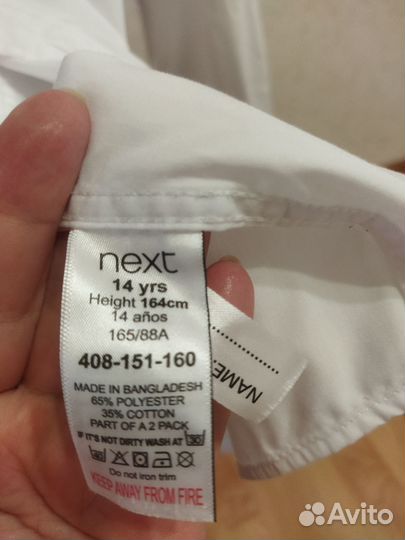 next
14 yrs
Height 164cm
14 años
165/88A
408-151-160
MADE IN BANGLADESH
65% POLYESTER
35% COTTON
PART OF A 2 PACK
IF IT'S NOT DIRTY WASH AT 30
40
Do not iron trim
KEEP AWAY FROM FIRE
NAME:
Avito